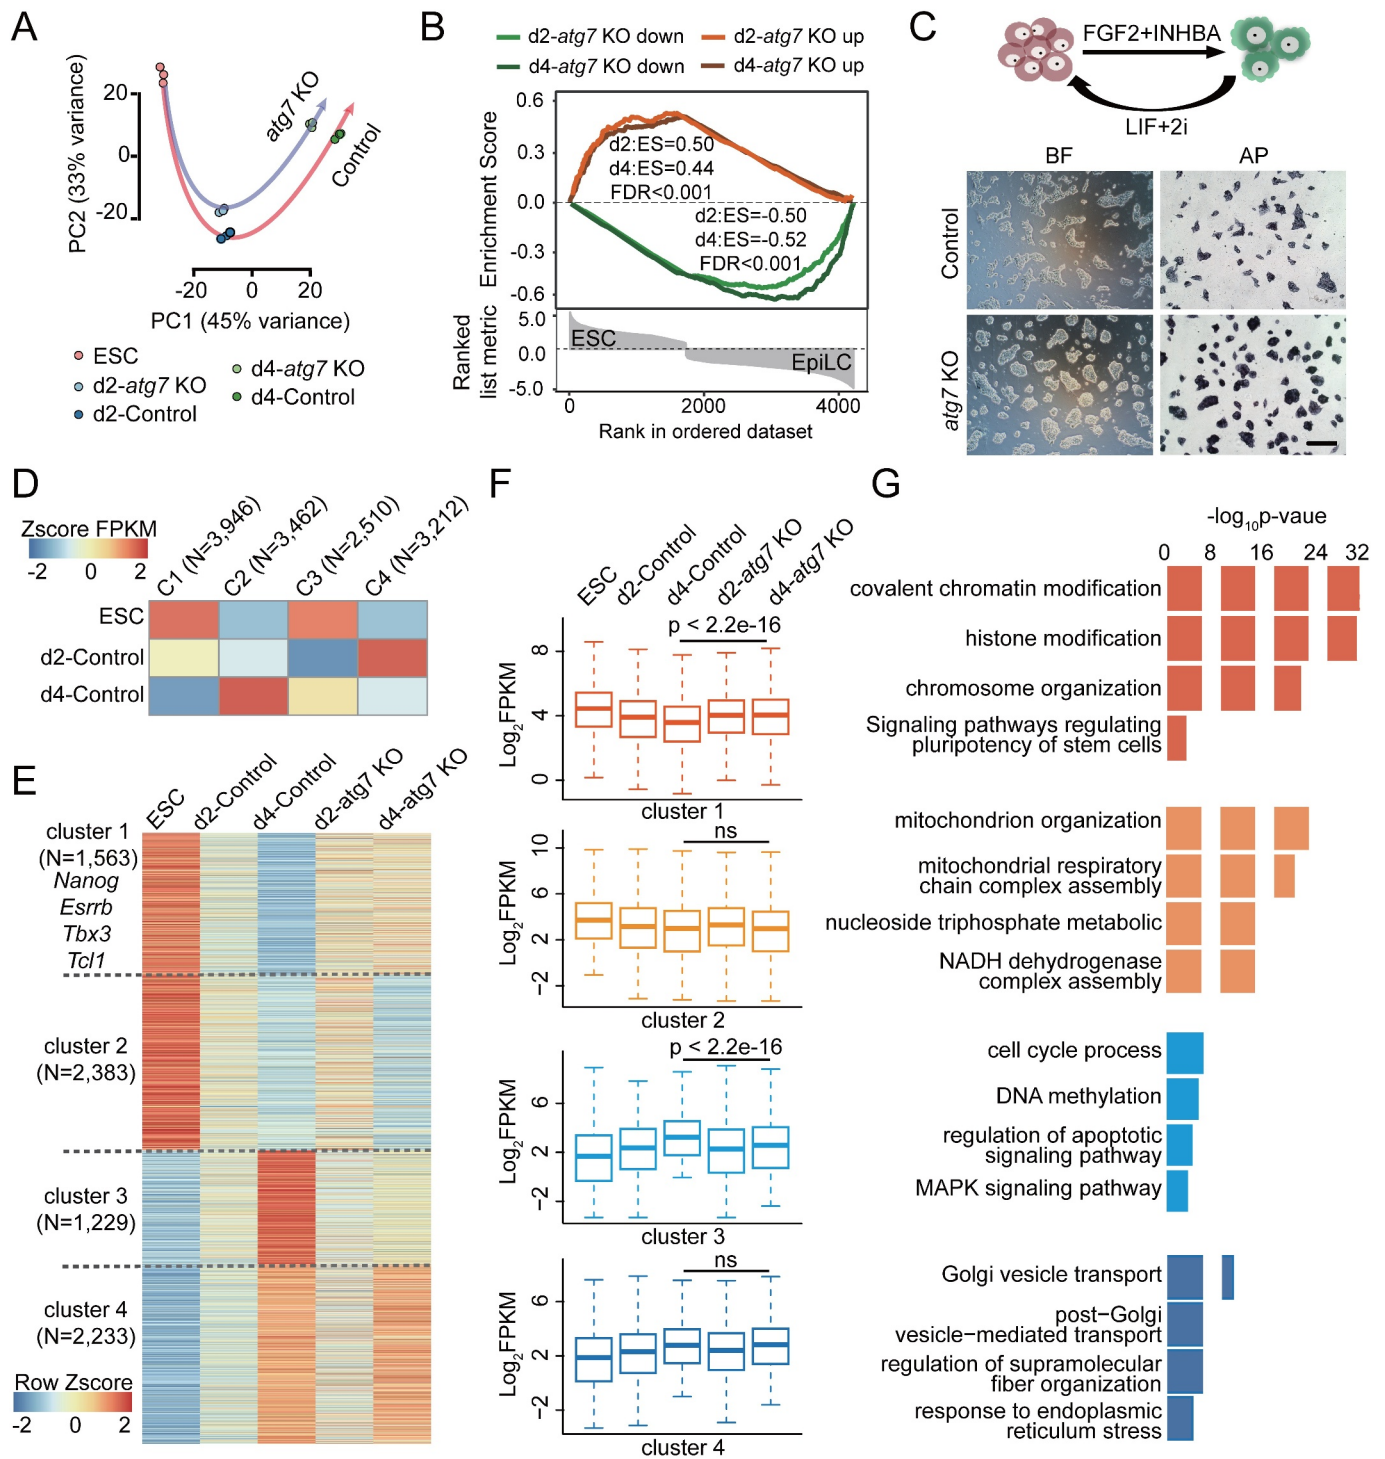 A
PC2 (33% variance)
20
0
-20
atg7 KO
Control
-20 0 20
PC1 (45% variance)
ESC
d2-atg7 KO
d2-Control
d4-atg7 KO
d4-Control
B
d2-atg7 KO down
d2-atg7 KO up
d4-atg7 KO down
d4-atg7 KO up
Enrichment Score
0.6
0.3
0.0
-0.3
-0.6
d2:ES=0.50
d4:ES=0.44
FDR<0.001
d2:ES=-0.50
d4:ES=-0.52
FDR<0.001
Ranked
list metric
5.0
0.0
-5.0
ESC
EpiLC
0 2000 4000
Rank in ordered dataset
C
FGF2+INHBA
LIF+2i
BF AP
Control
atg7 KO
D
Zscore FPKM
-2 0 2
C1 (N=3,946)
C2 (N=3,462)
C3 (N=2,510)
C4 (N=3,212)
ESC
d2-Control
d4-Control
E
ESC
d2-Control
d4-Control
d2-atg7 KO
d4-atg7 KO
cluster 1
(N=1,563)
Nanog
Esrrb
Tbx3
Tcl1
cluster 2
(N=2,383)
cluster 3
(N=1,229)
cluster 4
(N=2,233)
Row Zscore
-2 0 2
F
ESC
d2-Control
d4-Control
d2-atg7 KO
d4-atg7 KO
p < 2.2e-16
Log2FPKM
8
4
0
cluster 1
ns
Log2FPKM
10
6
2
−2
cluster 2
p < 2.2e-16
Log2FPKM
6
2
−2
cluster 3
ns
Log2FPKM
6
2
−2
cluster 4
G
-log10p-vaue
0 8 16 24 32
covalent chromatin modification
histone modification
chromosome organization
Signaling pathways regulating
pluripotency of stem cells
mitochondrion organization
mitochondrial respiratory
chain complex assembly
nucleoside triphosphate metabolic
NADH dehydrogenase
complex assembly
cell cycle process
DNA methylation
regulation of apoptotic
signaling pathway
MAPK signaling pathway
Golgi vesicle transport
post−Golgi
vesicle−mediated transport
regulation of supramolecular
fiber organization
response to endoplasmic
reticulum stress